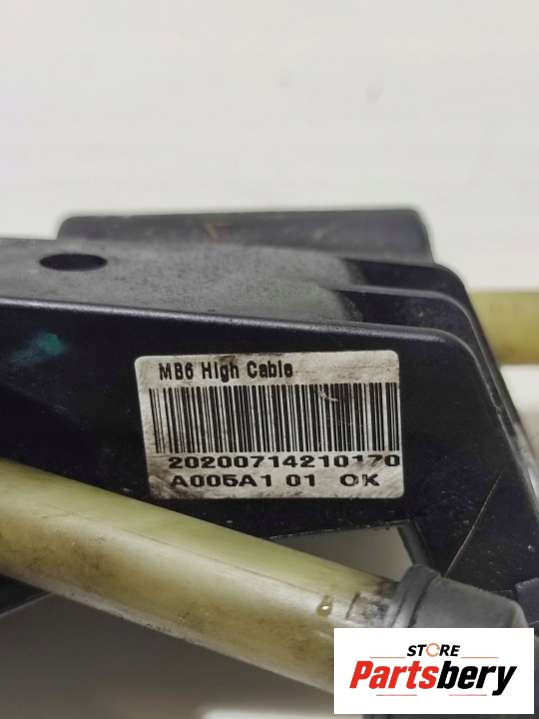 MB6 High Cable
20200714210170
A005A1 01 OK
STORE
Partsbery